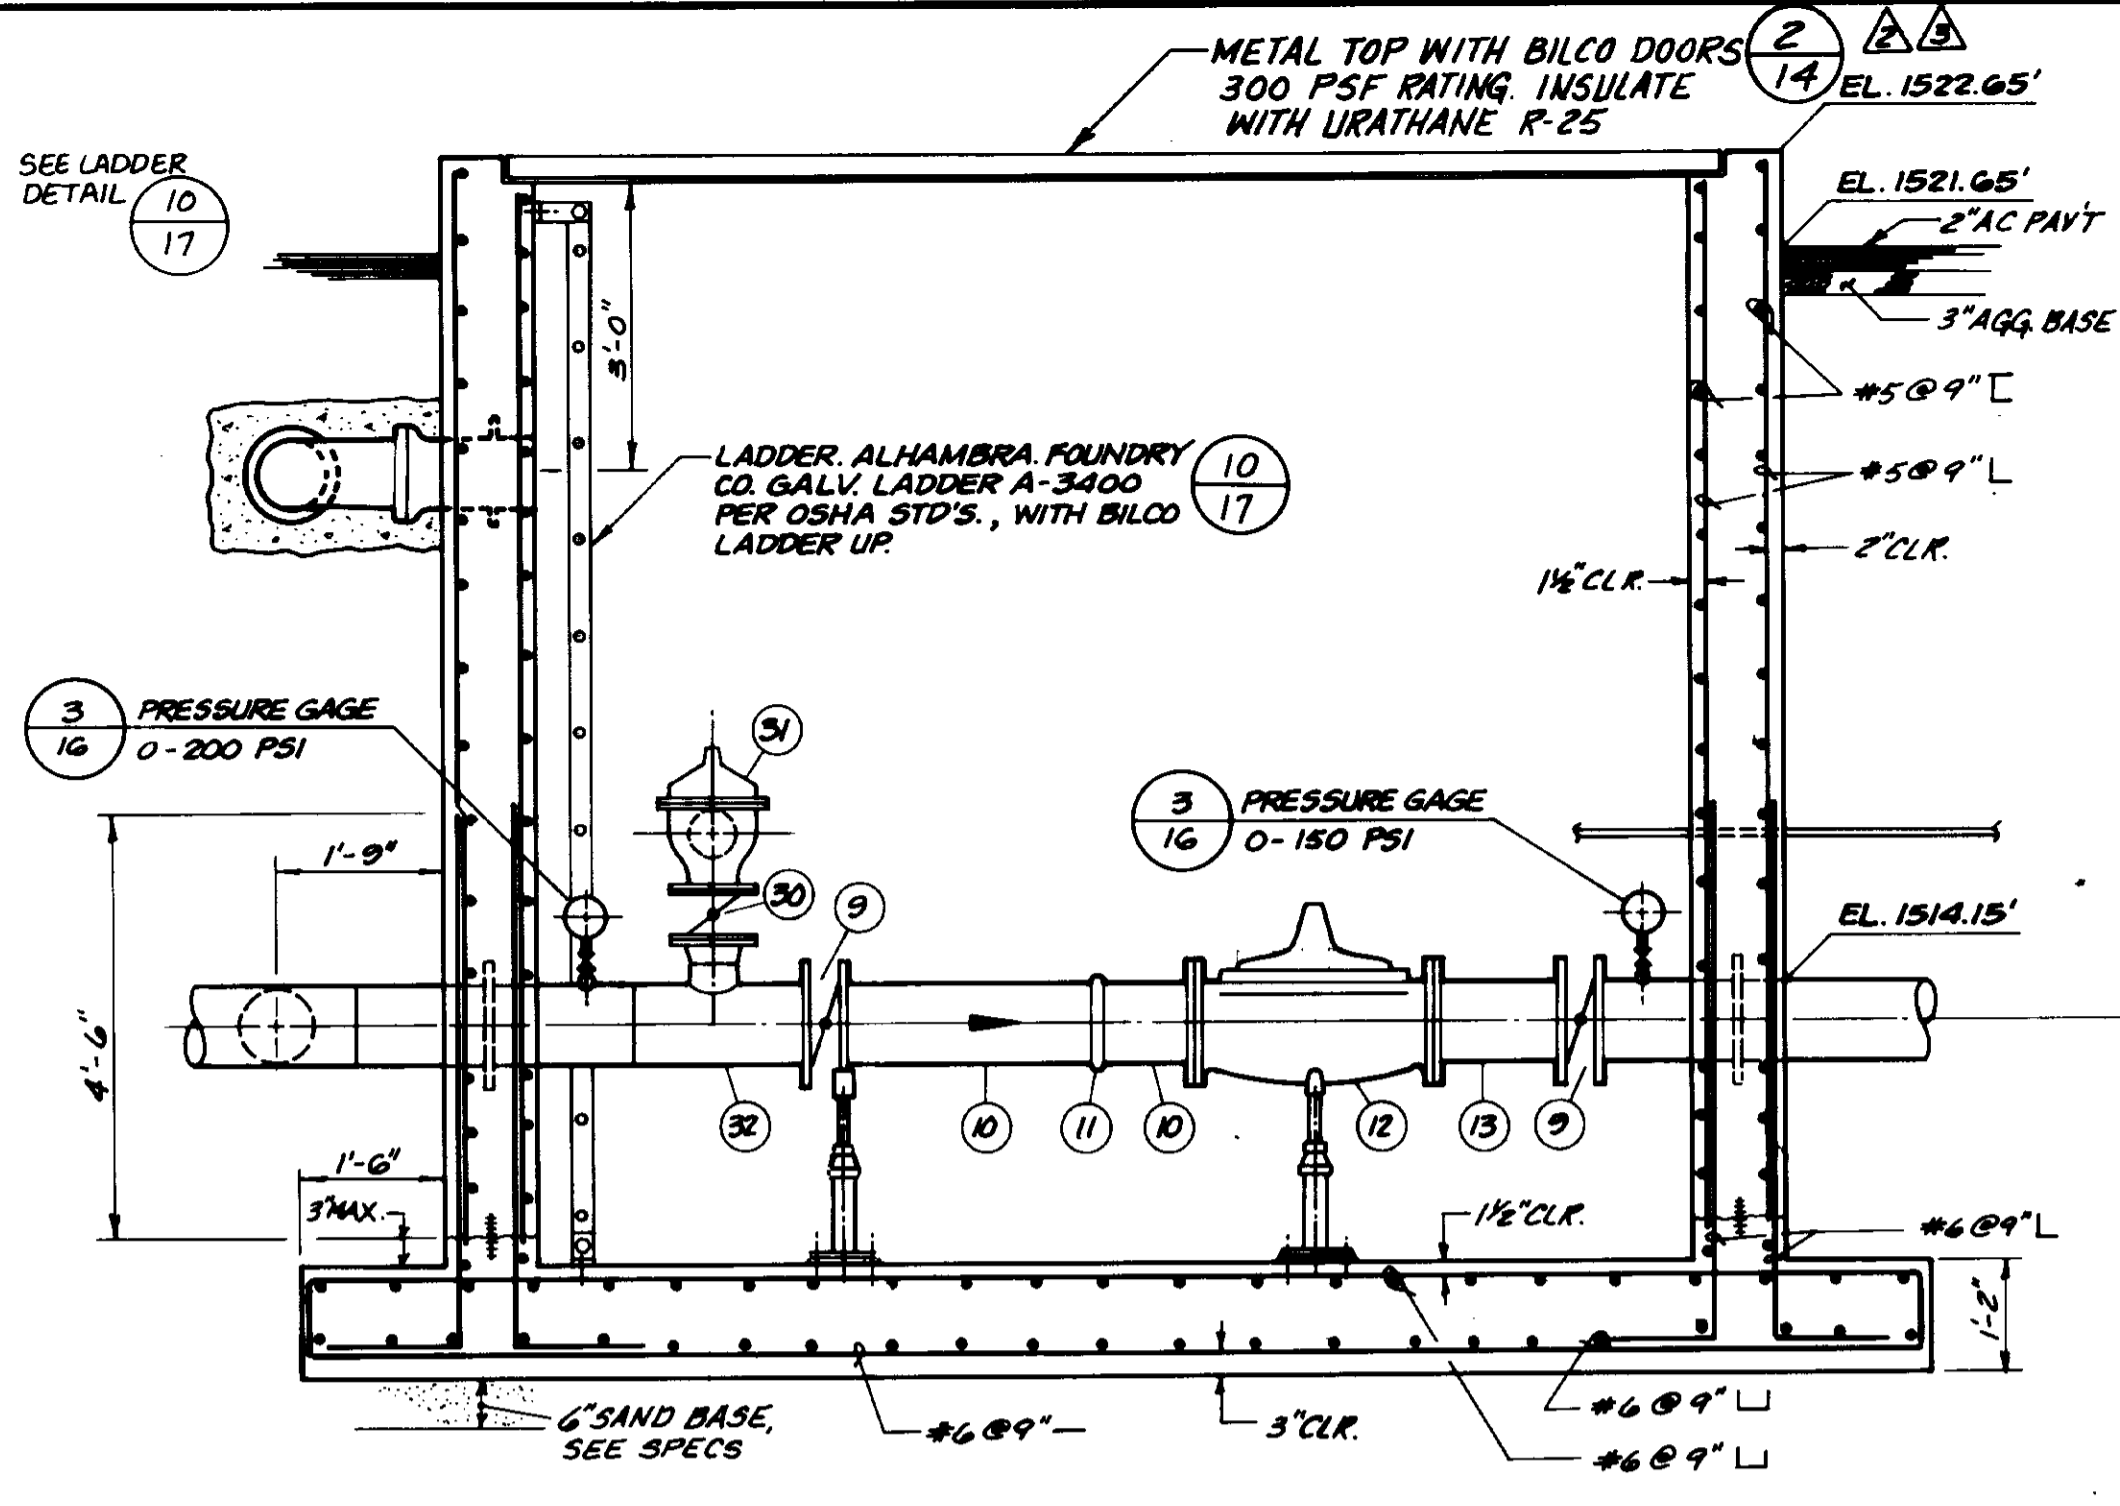 METAL TOP WITH BILCO DOORS
300 PSF RATING. INSULATE
WITH URATHANE R-25
2
14
2
3
EL. 1522.65'
SEE LADDER
DETAIL
10
17
EL. 1521.65'
2" AC PAV'T
3" AGG. BASE
3'-0"
#5 @ 9"
#5 @ 9" L
2" CLR.
1½" CLR.
LADDER. ALHAMBRA. FOUNDRY
CO. GALV. LADDER A-3400
PER OSHA STD'S., WITH BILCO
LADDER UP.
10
17
3
16
PRESSURE GAGE
0-200 PSI
31
3
16
PRESSURE GAGE
0-150 PSI
1'-9"
30
9
EL. 1514.15'
4'-6"
32
10
11
10
12
13
9
1'-6"
3" MAX.
1½" CLR.
#6 @ 9" L
1'-2"
6" SAND BASE,
SEE SPECS
#6 @ 9" —
3" CLR.
#6 @ 9"
#6 @ 9"